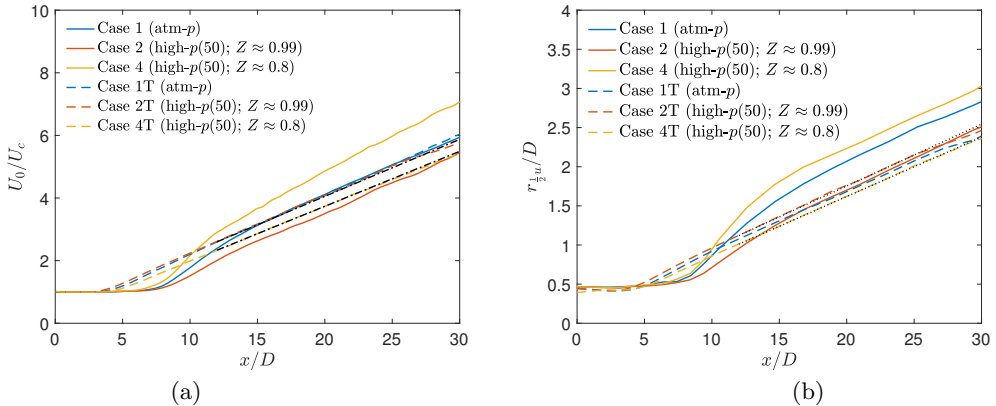 10
8
6
4
2
0
U₀/U_c
Case 1 (atm-p)
Case 2 (high-p(50); Z ≈ 0.99)
Case 4 (high-p(50); Z ≈ 0.8)
Case 1T (atm-p)
Case 2T (high-p(50); Z ≈ 0.99)
Case 4T (high-p(50); Z ≈ 0.8)
0 5 10 15 20 25 30
x/D
(a)
4
3.5
3
2.5
2
1.5
1
0.5
0
r_{½u}/D
Case 1 (atm-p)
Case 2 (high-p(50); Z ≈ 0.99)
Case 4 (high-p(50); Z ≈ 0.8)
Case 1T (atm-p)
Case 2T (high-p(50); Z ≈ 0.99)
Case 4T (high-p(50); Z ≈ 0.8)
0 5 10 15 20 25 30
x/D
(b)